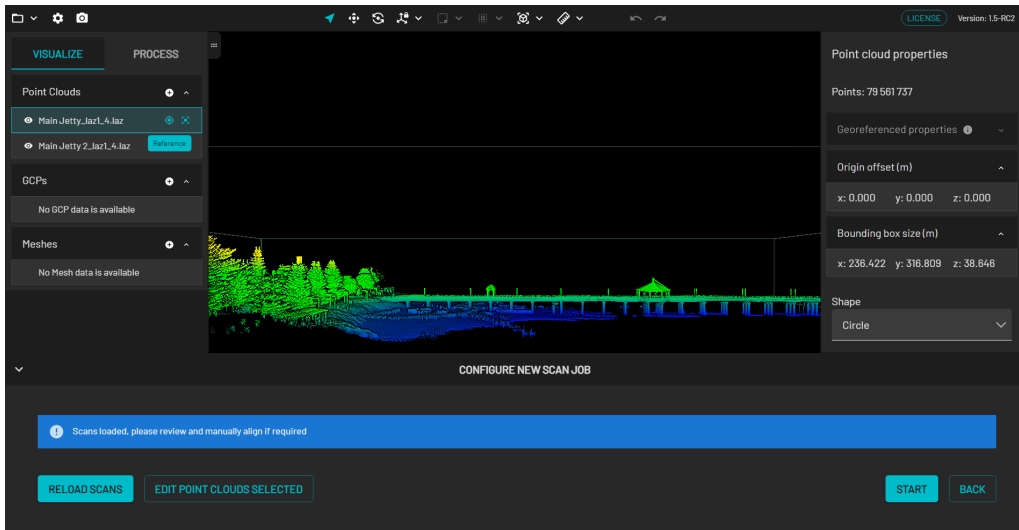 LICENSE Version: 1.5-RC2
VISUALIZE PROCESS
Point Clouds
Main Jetty_laz1_4.laz
Main Jetty 2_laz1_4.laz Reference
GCPs
No GCP data is available
Meshes
No Mesh data is available
Point cloud properties
Points: 79 561 737
Georeferenced properties
Origin offset (m)
x: 0.000 y: 0.000 z: 0.000
Bounding box size (m)
x: 236.422 y: 316.809 z: 38.646
Shape
Circle
CONFIGURE NEW SCAN JOB
Scans loaded, please review and manually align if required
RELOAD SCANS EDIT POINT CLOUDS SELECTED START BACK